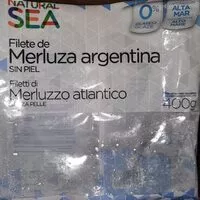 NATURAL
SEA
0%
ALTA
MAR
Filete de
Merluza argentina
SIN PIEL
Filetti di
Merluzzo atlantico
PELLE
400g